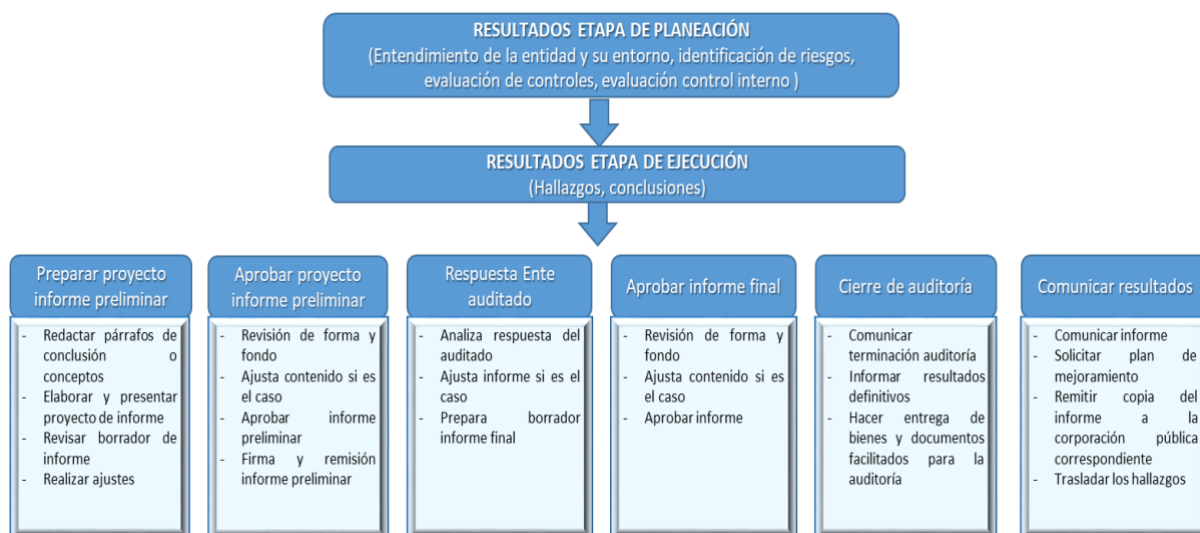 RESULTADOS ETAPA DE PLANEACIÓN
(Entendimiento de la entidad y su entorno, identificación de riesgos,
evaluación de controles, evaluación control interno )
RESULTADOS ETAPA DE EJECUCIÓN
(Hallazgos, conclusiones)
Preparar proyecto
informe preliminar
- Redactar párrafos de
conclusión o
conceptos
- Elaborar y presentar
proyecto de informe
- Revisar borrador de
informe
- Realizar ajustes
Aprobar proyecto
informe preliminar
- Revisión de forma y
fondo
- Ajusta contenido si es
el caso
- Aprobar informe
preliminar
- Firma y remisión
informe preliminar
Respuesta Ente
auditado
- Analiza respuesta del
auditado
- Ajusta informe si es el
caso
- Prepara borrador
informe final
Aprobar informe final
- Revisión de forma y
fondo
- Ajusta contenido si es
el caso
- Aprobar informe
Cierre de auditoría
- Comunicar
terminación auditoría
- Informar resultados
definitivos
- Hacer entrega de
bienes y documentos
facilitados para la
auditoría
Comunicar resultados
- Comunicar informe
- Solicitar plan de
mejoramiento
- Remitir copia del
informe a la
corporación pública
correspondiente
- Trasladar los hallazgos